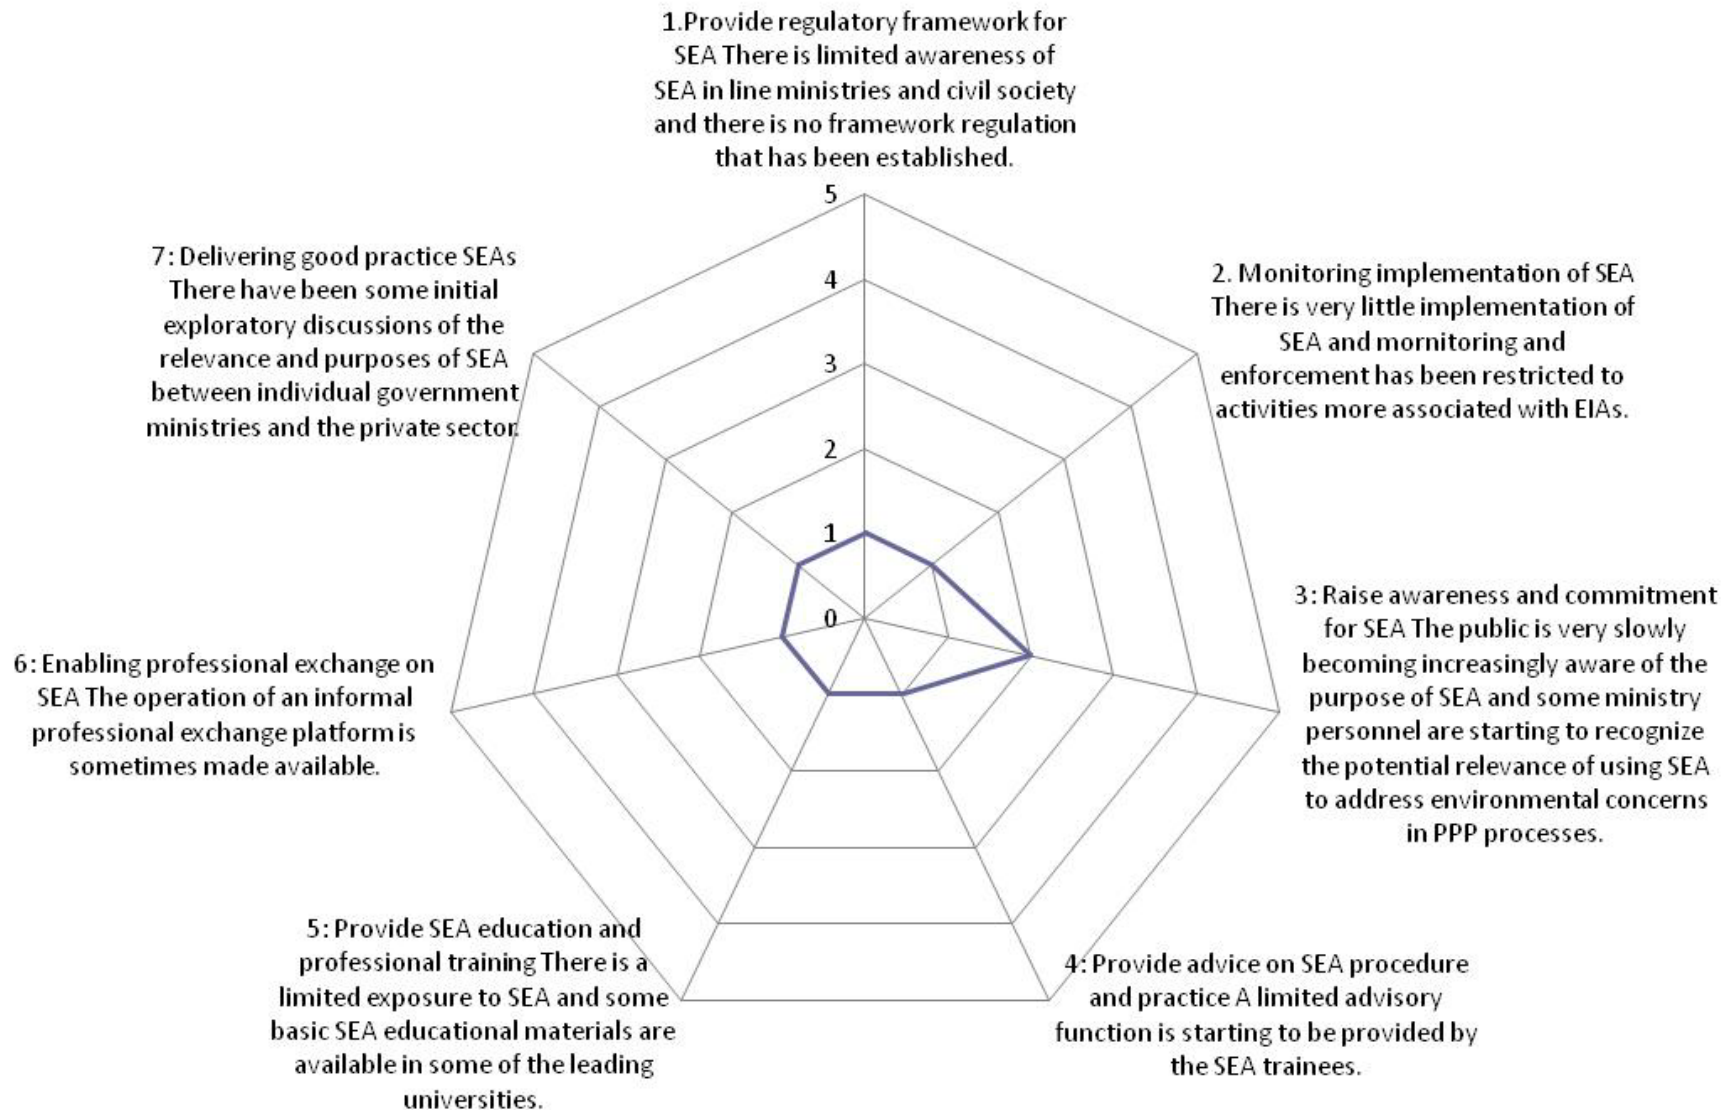 1.Provide regulatory framework for
SEA There is limited awareness of
SEA in line ministries and civil society
and there is no framework regulation
that has been established.
5
4
3
2
1
0
2. Monitoring implementation of SEA
There is very little implementation of
SEA and mornitoring and
enforcement has been restricted to
activities more associated with EIAs.
3: Raise awareness and commitment
for SEA The public is very slowly
becoming increasingly aware of the
purpose of SEA and some ministry
personnel are starting to recognize
the potential relevance of using SEA
to address environmental concerns
in PPP processes.
4: Provide advice on SEA procedure
and practice A limited advisory
function is starting to be provided by
the SEA trainees.
5: Provide SEA education and
professional training There is a
limited exposure to SEA and some
basic SEA educational materials are
available in some of the leading
universities.
6: Enabling professional exchange on
SEA The operation of an informal
professional exchange platform is
sometimes made available.
7: Delivering good practice SEAs
There have been some initial
exploratory discussions of the
relevance and purposes of SEA
between individual government
ministries and the private sector.